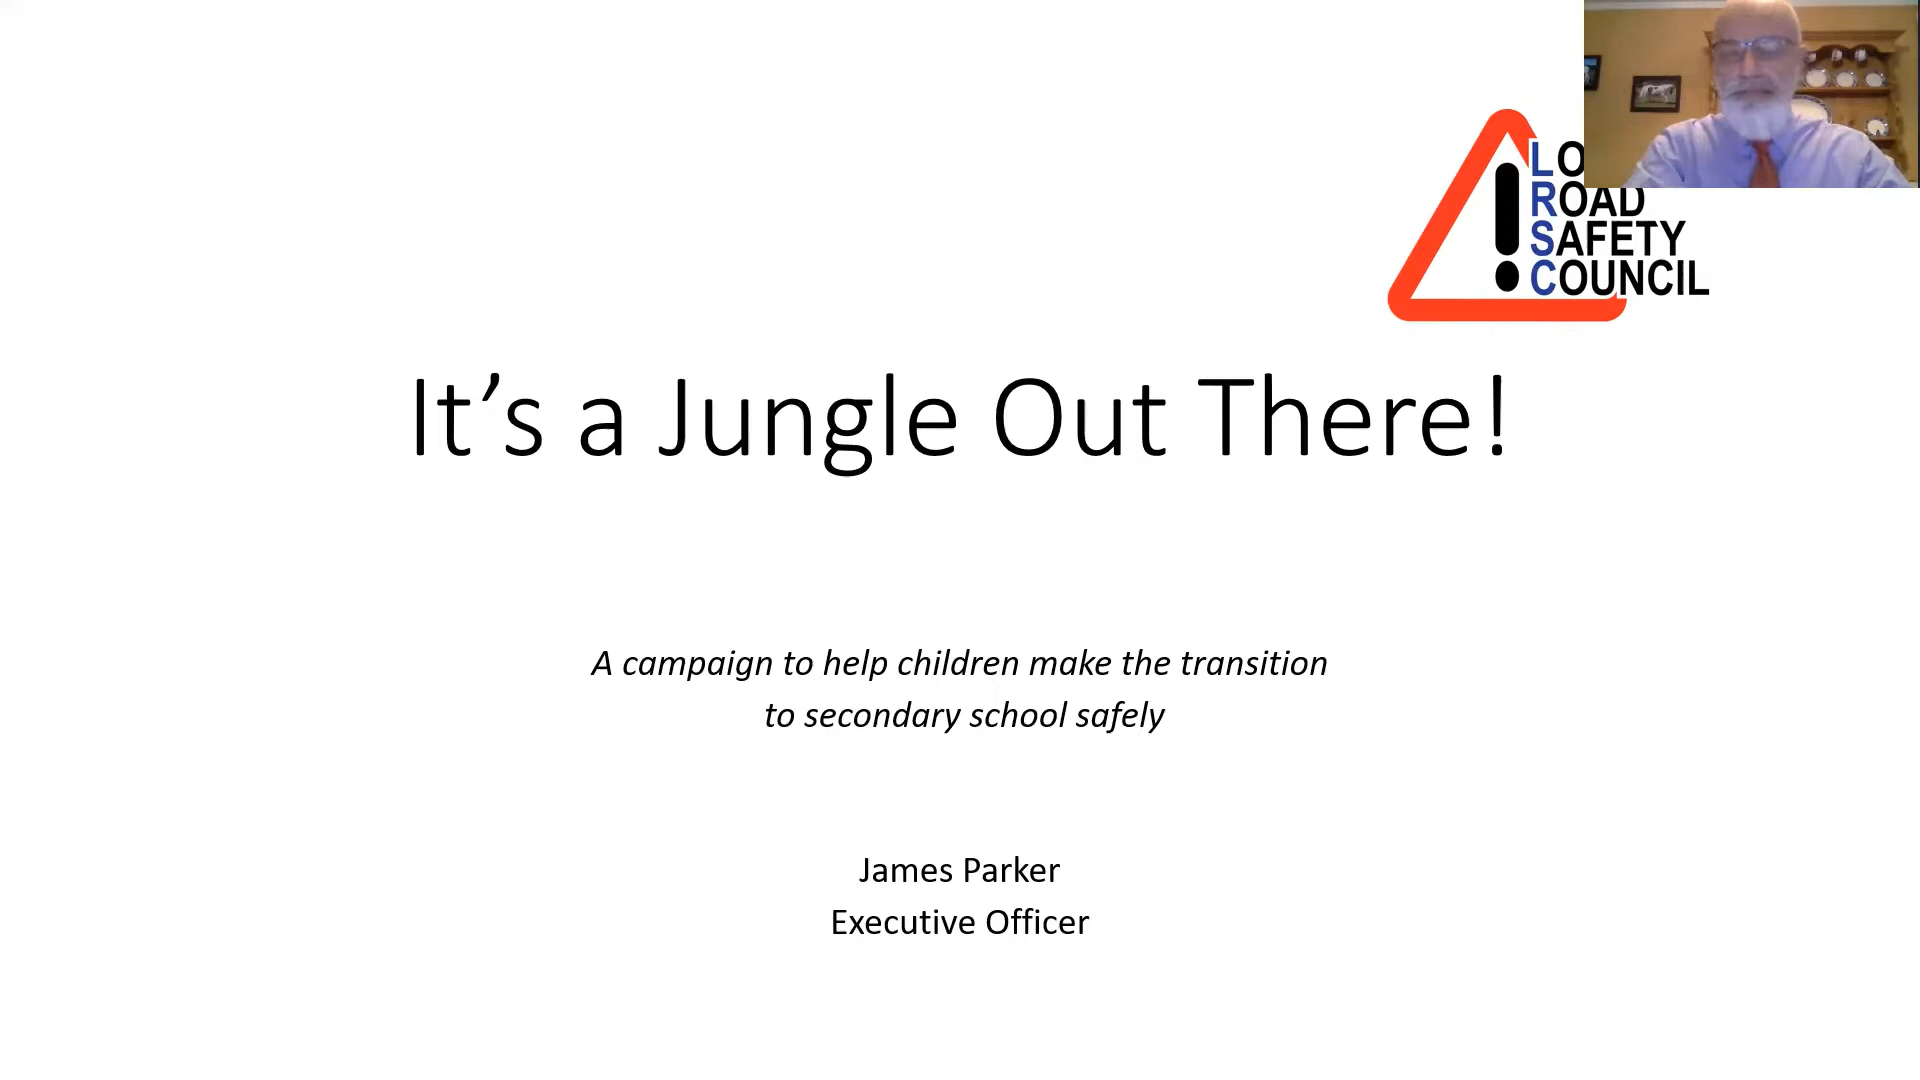 ROAD
SAFETY
COUNCIL
It’s a Jungle Out There!
A campaign to help children make the transition
to secondary school safely
James Parker
Executive Officer